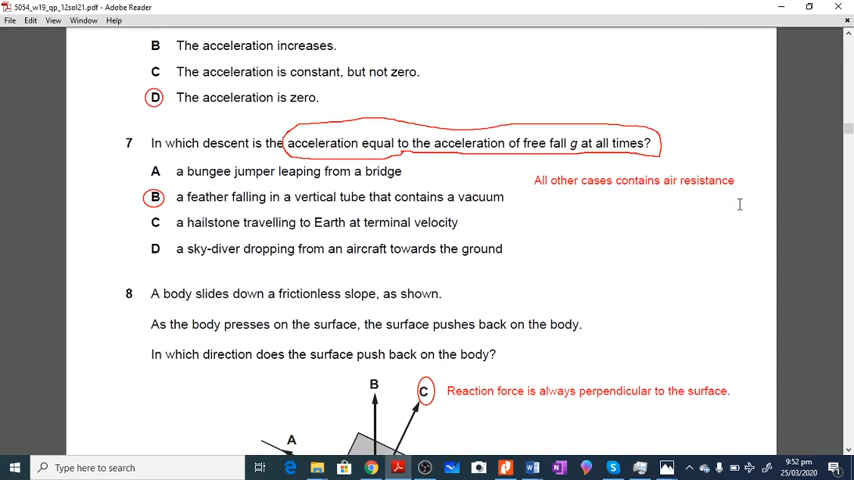 5054_w19_qp_12sol21.pdf - Adobe Reader
File Edit View Window Help
B The acceleration increases.
C The acceleration is constant, but not zero.
D The acceleration is zero.
7 In which descent is the acceleration equal to the acceleration of free fall g at all times?
A a bungee jumper leaping from a bridge
All other cases contains air resistance
B a feather falling in a vertical tube that contains a vacuum
C a hailstone travelling to Earth at terminal velocity
D a sky-diver dropping from an aircraft towards the ground
8 A body slides down a frictionless slope, as shown.
As the body presses on the surface, the surface pushes back on the body.
In which direction does the surface push back on the body?
B
C Reaction force is always perpendicular to the surface.
A
Type here to search
9:52 pm
25/03/2020